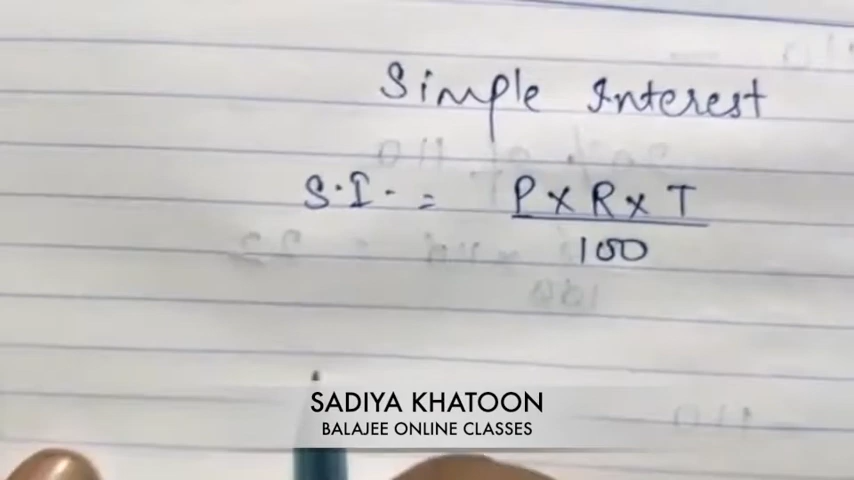 Simple Interest
S.I. = P x R x T
100
SADIYA KHATOON
BALAJEE ONLINE CLASSES